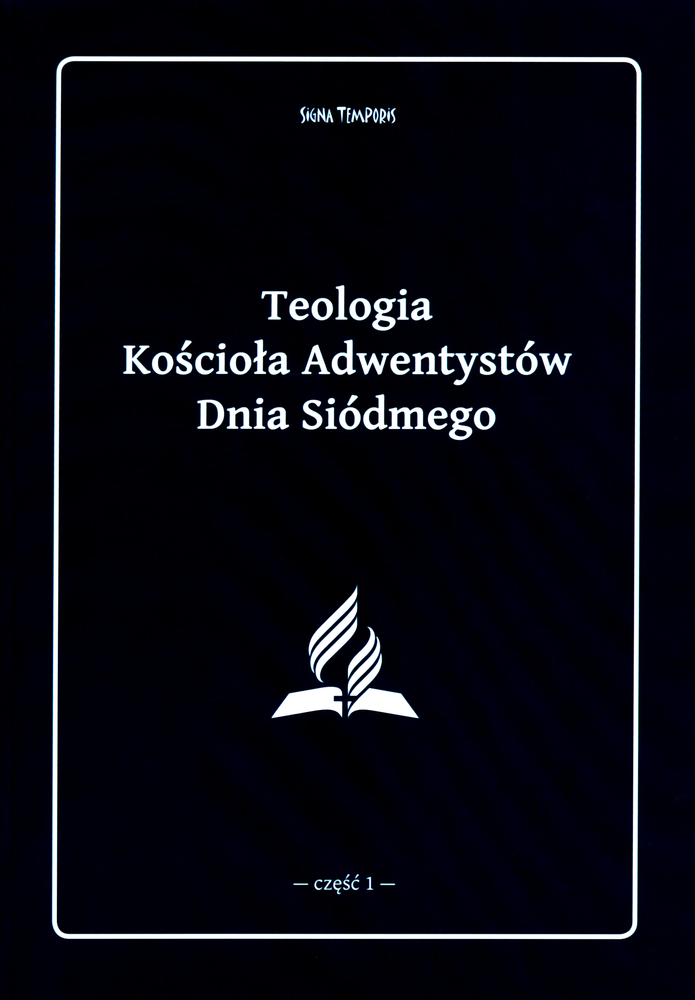 SiGNA TEMPORiS
Teologia
Kościoła Adwentystów
Dnia Siódmego
— część 1 —